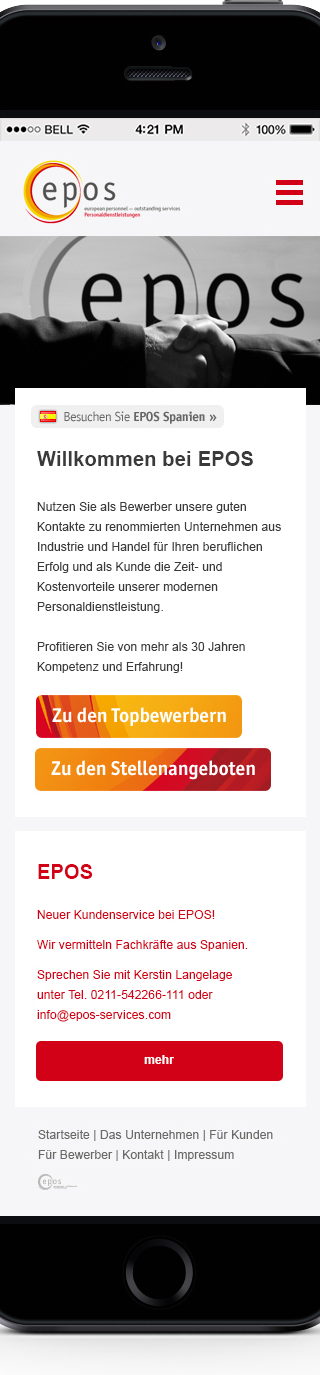 BELL 4:21 PM 100%
epos
european personnel — outstanding services
Personaldienstleistungen
epos
Besuchen Sie EPOS Spanien »
Willkommen bei EPOS
Nutzen Sie als Bewerber unsere guten
Kontakte zu renommierten Unternehmen aus
Industrie und Handel für Ihren beruflichen
Erfolg und als Kunde die Zeit- und
Kostenvorteile unserer modernen
Personaldienstleistung.
Profitieren Sie von mehr als 30 Jahren
Kompetenz und Erfahrung!
Zu den Topbewerbern
Zu den Stellenangeboten
EPOS
Neuer Kundenservice bei EPOS!
Wir vermitteln Fachkräfte aus Spanien.
Sprechen Sie mit Kerstin Langelage
unter Tel. 0211-542266-111 oder
info@epos-services.com
mehr
Startseite | Das Unternehmen | Für Kunden
Für Bewerber | Kontakt | Impressum
epos